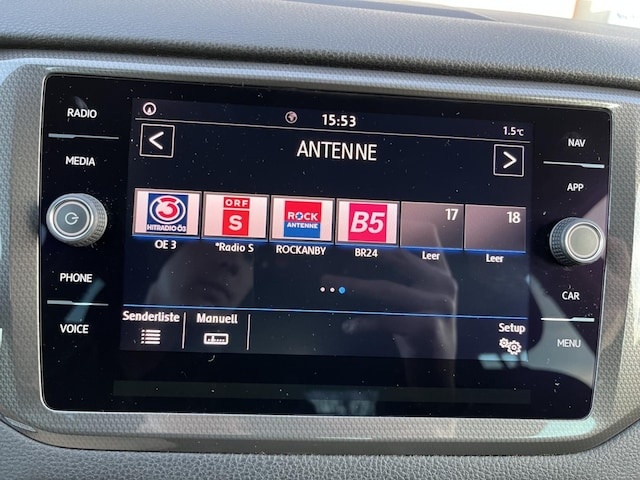 RADIO
MEDIA
PHONE
VOICE
15:53
1.5°C
<
ANTENNE
>
3
HITRADIO Ö3
ORF
S
ROCK
ANTENNE
B5
17
18
OE 3
*Radio S
ROCKANBY
BR24
Leer
Leer
Senderliste
Manuell
Setup
NAV
APP
CAR
MENU